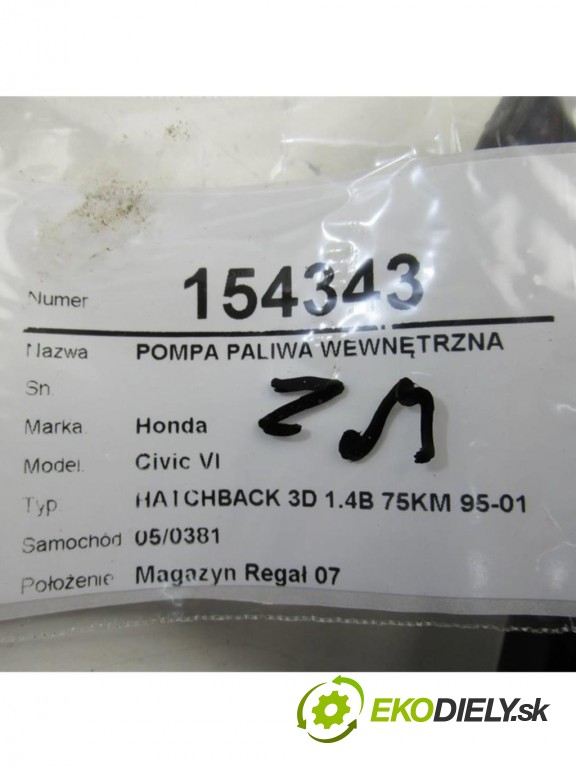 Numer 154343
Nazwa POMPA PALIWA WEWNĘTRZNA
Sn.
Marka. Honda
Model. Civic VI
Typ HATCHBACK 3D 1.4B 75KM 95-01
Samochód 05/0381
Położenie Magazyn Regał 07
EKODIELY.sk